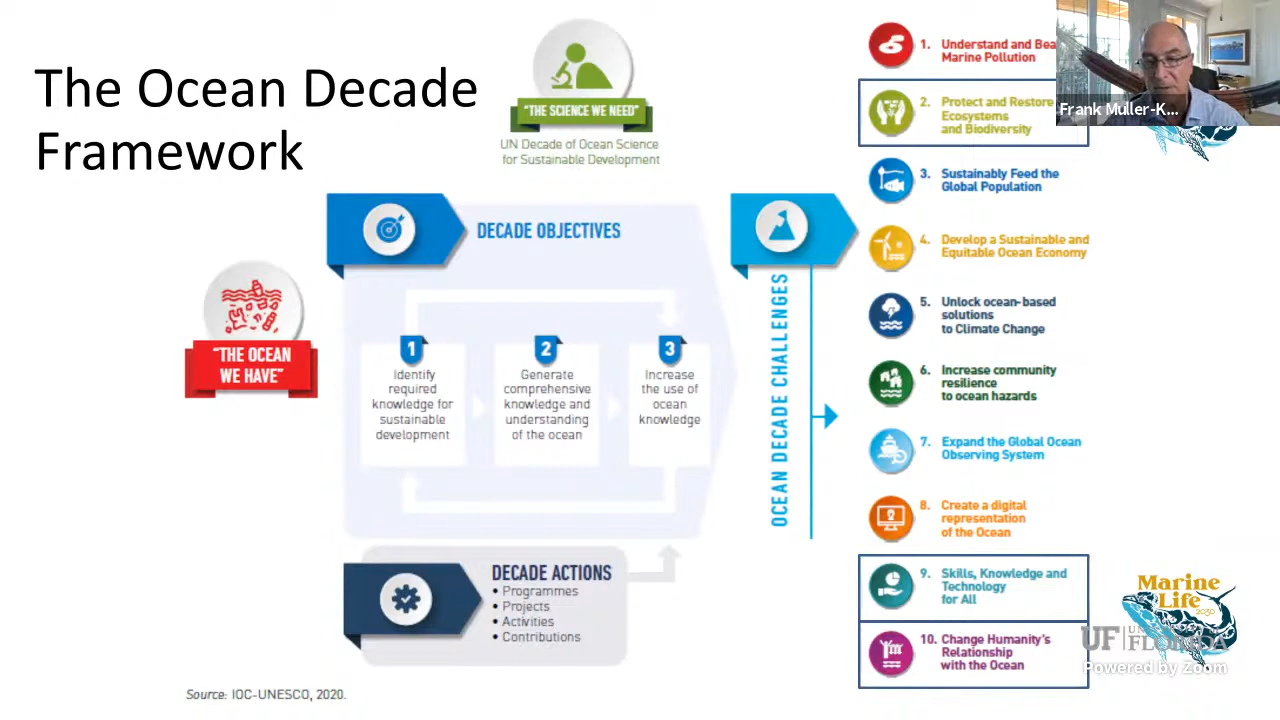 The Ocean Decade
Framework
"THE SCIENCE WE NEED"
UN Decade of Ocean Science
for Sustainable Development
"THE OCEAN
WE HAVE"
DECADE OBJECTIVES
1
Identify
required
knowledge for
sustainable
development
2
Generate
comprehensive
knowledge and
understanding
of the ocean
3
Increase
the use of
ocean
knowledge
DECADE ACTIONS
• Programmes
• Projects
• Activities
• Contributions
OCEAN DECADE CHALLENGES
1. Understand and Bea
Marine Pollution
2. Protect and Restore
Ecosystems
and Biodiversity
3. Sustainably Feed the
Global Population
4. Develop a Sustainable and
Equitable Ocean Economy
5. Unlock ocean-based
solutions
to Climate Change
6. Increase community
resilience
to ocean hazards
7. Expand the Global Ocean
Observing System
8. Create a digital
representation
of the Ocean
9. Skills, Knowledge and
Technology
for All
10. Change Humanity's
Relationship
with the Ocean
Frank Muller-K...
Marine
Life
2030
UF
FLORIDA
Powered by Zoom
Source: IOC-UNESCO, 2020.